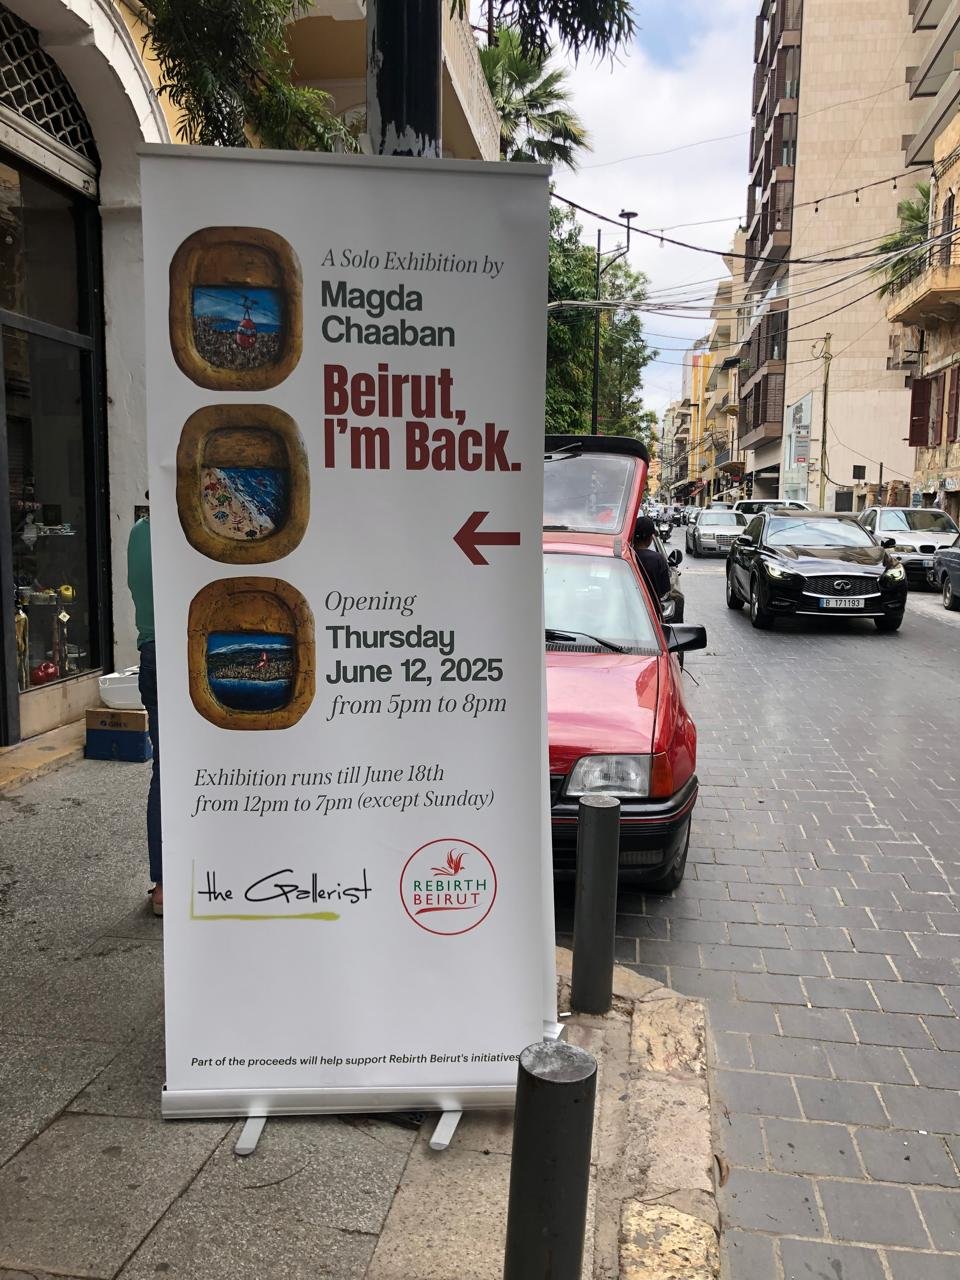 A Solo Exhibition by
Magda
Chaaban
Beirut,
I'm Back.
Opening
Thursday
June 12, 2025
from 5pm to 8pm
Exhibition runs till June 18th
from 12pm to 7pm (except Sunday)
the Gallerist
REBIRTH
BEIRUT
Part of the proceeds will help support Rebirth Beirut's initiatives
B 171193